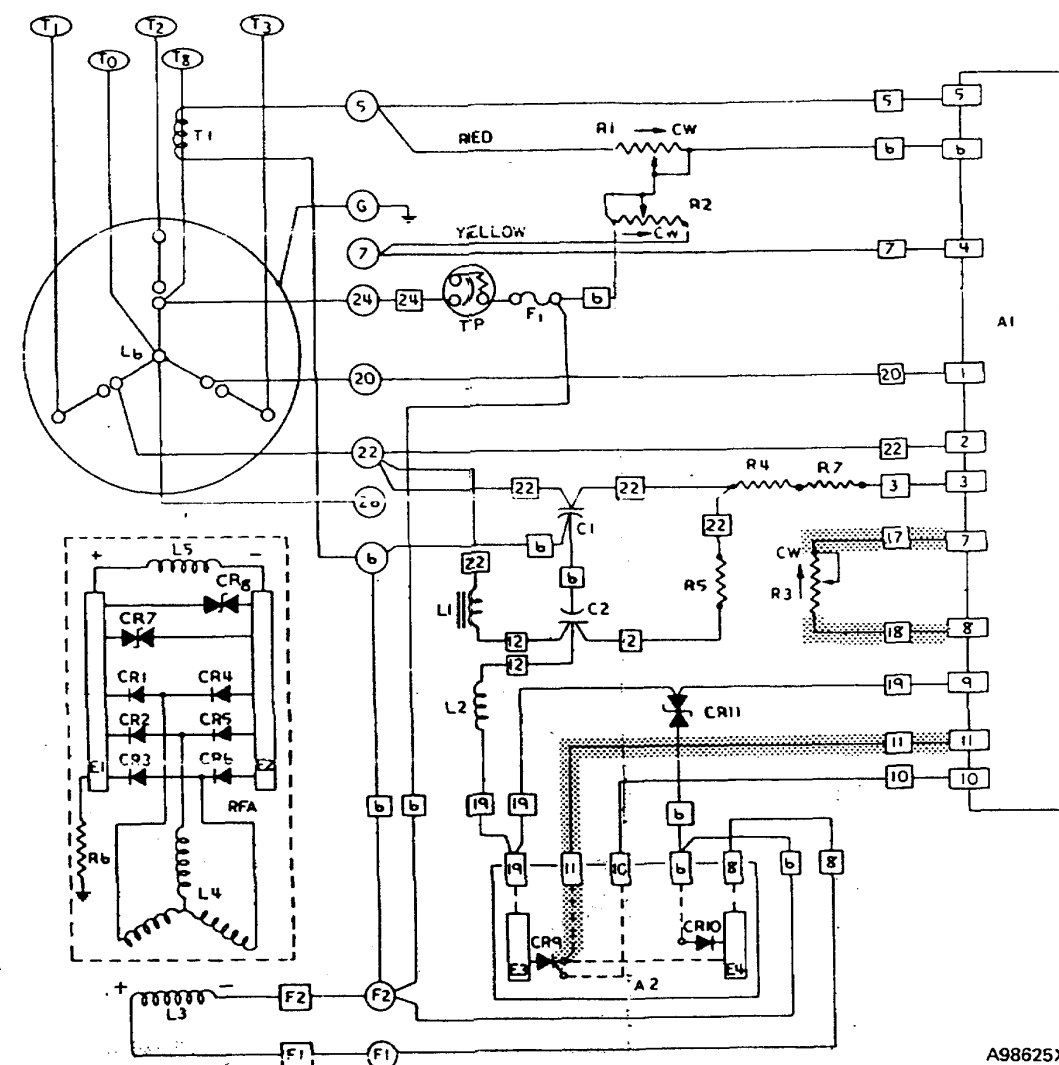 T1 T2 T3
T0 T8
T1 5 5 5
RED R1 CW 6 6
G R2
YELLOW CW
7 7 4
24 24 TP F1 6
A1
L6
20 20 1
22 22 2
R4 R7
22 22 3 3
26 C1
22
6 6 17 7
22 6 CW
L1 C2 R5 R3
+ L5 -
CR8
CR7
12 12 18 8
12
CR1 CR4 19 9
L2 CR11
CR2 CR5 11 11
CR3 CR6 10 10
E1 E2
RFA 6 6 19 19 6
R6
19 11 10 6 8 6 8
L4
CR9 CR10
E3 E4
A2
+ -
L3 F2 F2
F1 F1
A98625X